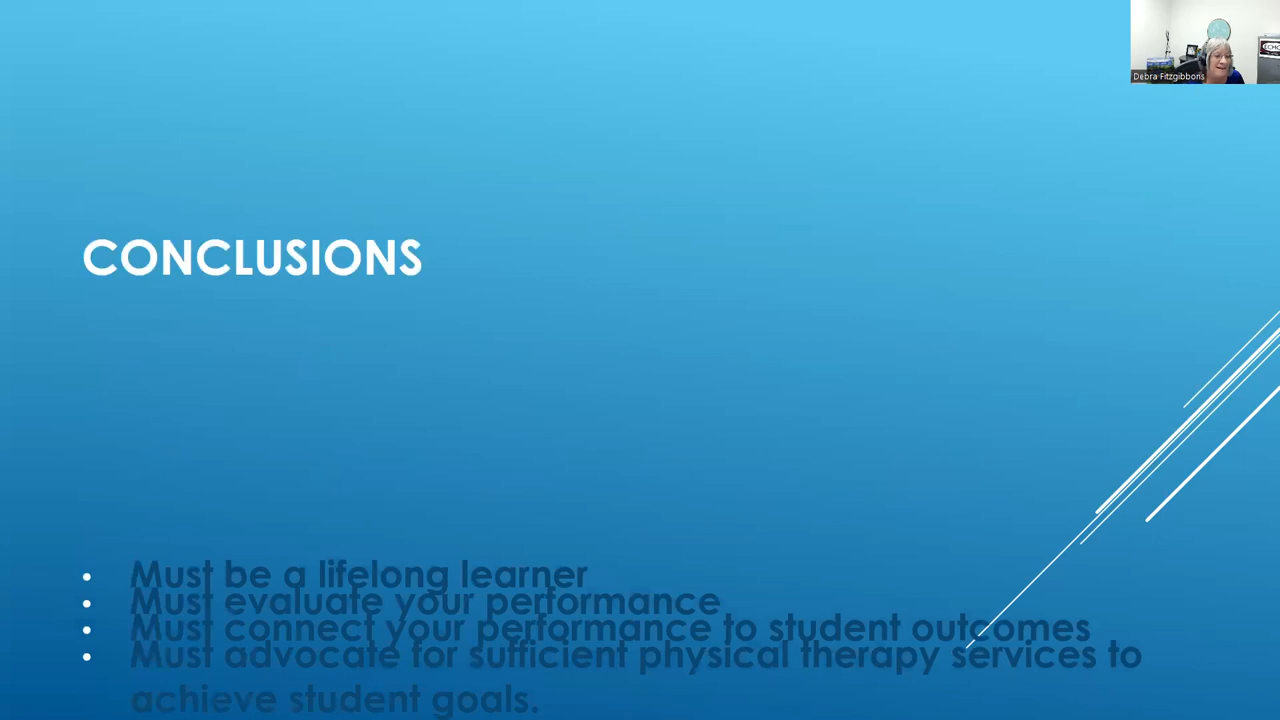 Debra Fitzgibbons
CONCLUSIONS
• Must be a lifelong learner
• Must evaluate your performance
• Must connect your performance to student outcomes
• Must advocate for sufficient physical therapy services to
achieve student goals.